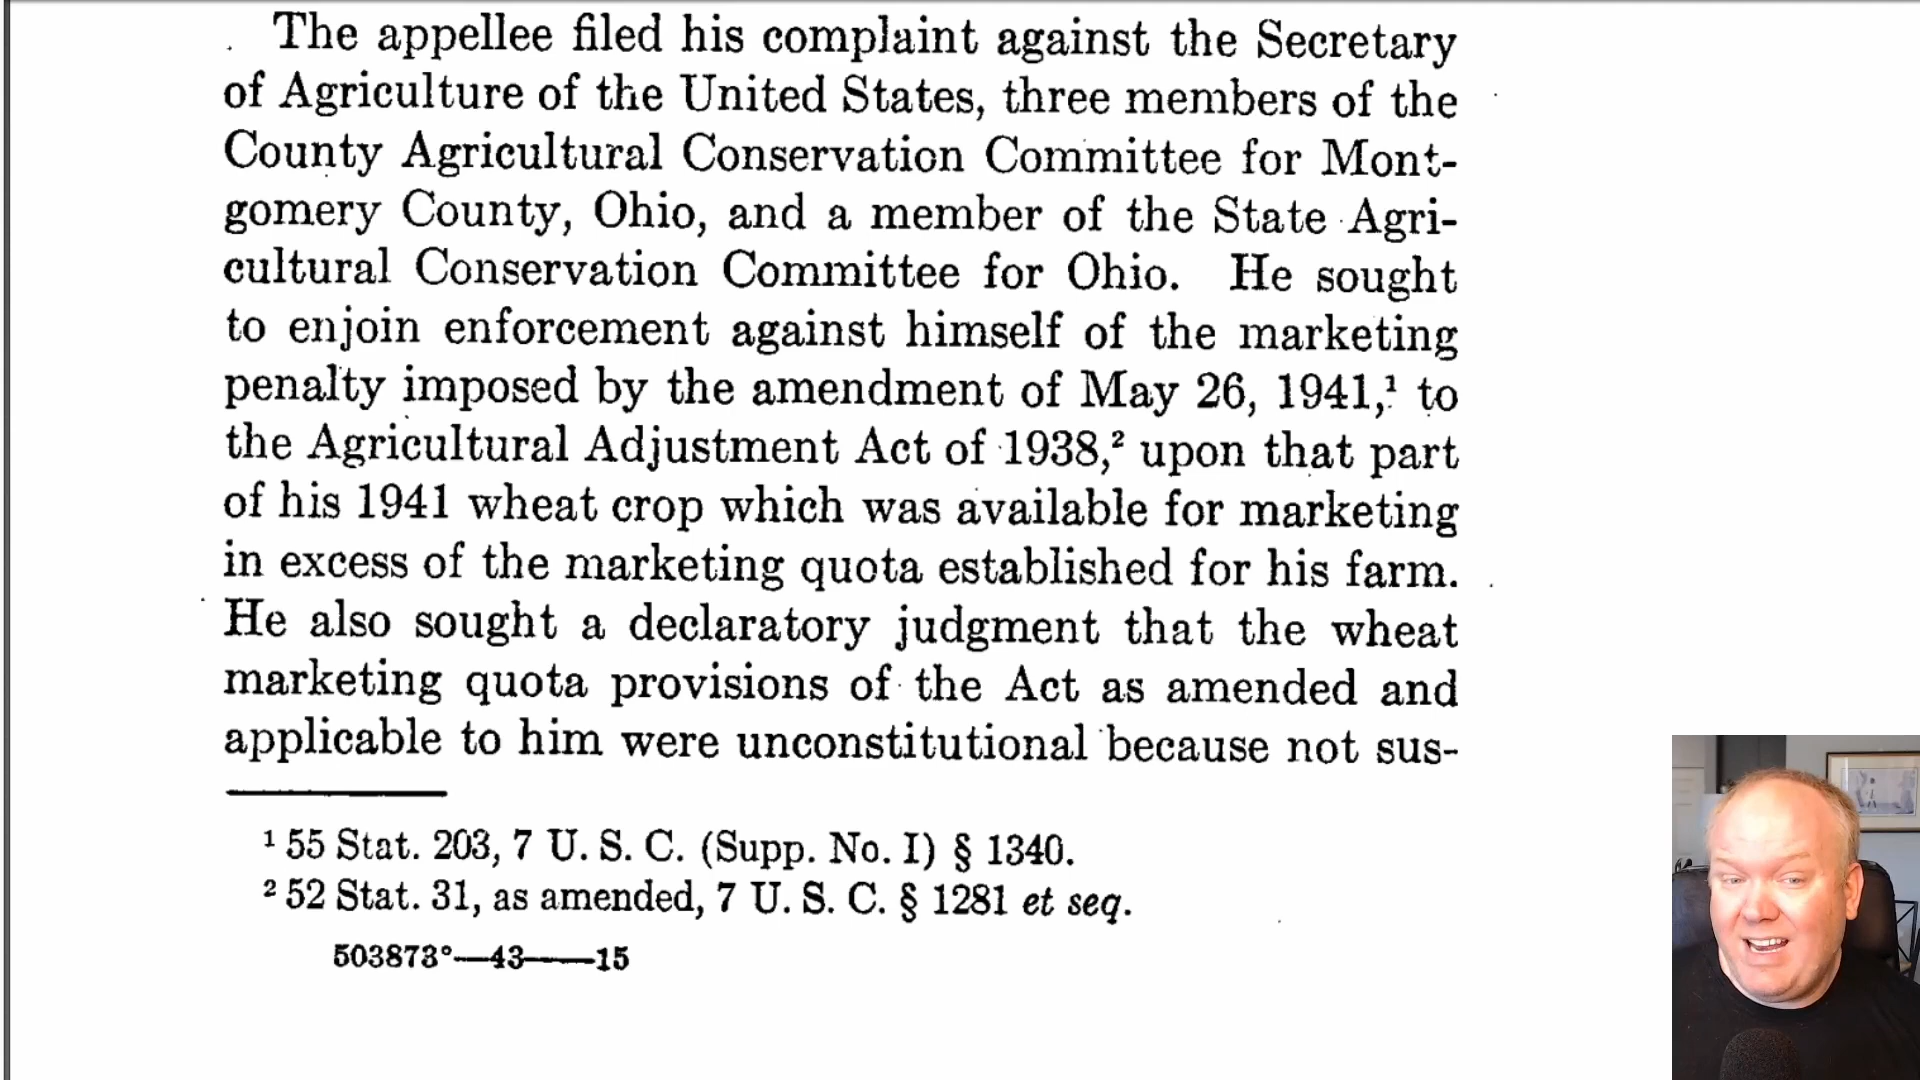 The appellee filed his complaint against the Secretary
of Agriculture of the United States, three members of the
County Agricultural Conservation Committee for Mont-
gomery County, Ohio, and a member of the State Agri-
cultural Conservation Committee for Ohio. He sought
to enjoin enforcement against himself of the marketing
penalty imposed by the amendment of May 26, 1941,¹ to
the Agricultural Adjustment Act of 1938,² upon that part
of his 1941 wheat crop which was available for marketing
in excess of the marketing quota established for his farm.
He also sought a declaratory judgment that the wheat
marketing quota provisions of the Act as amended and
applicable to him were unconstitutional because not sus-
¹ 55 Stat. 203, 7 U. S. C. (Supp. No. I) § 1340.
² 52 Stat. 31, as amended, 7 U. S. C. § 1281 et seq.
503873°—43——15